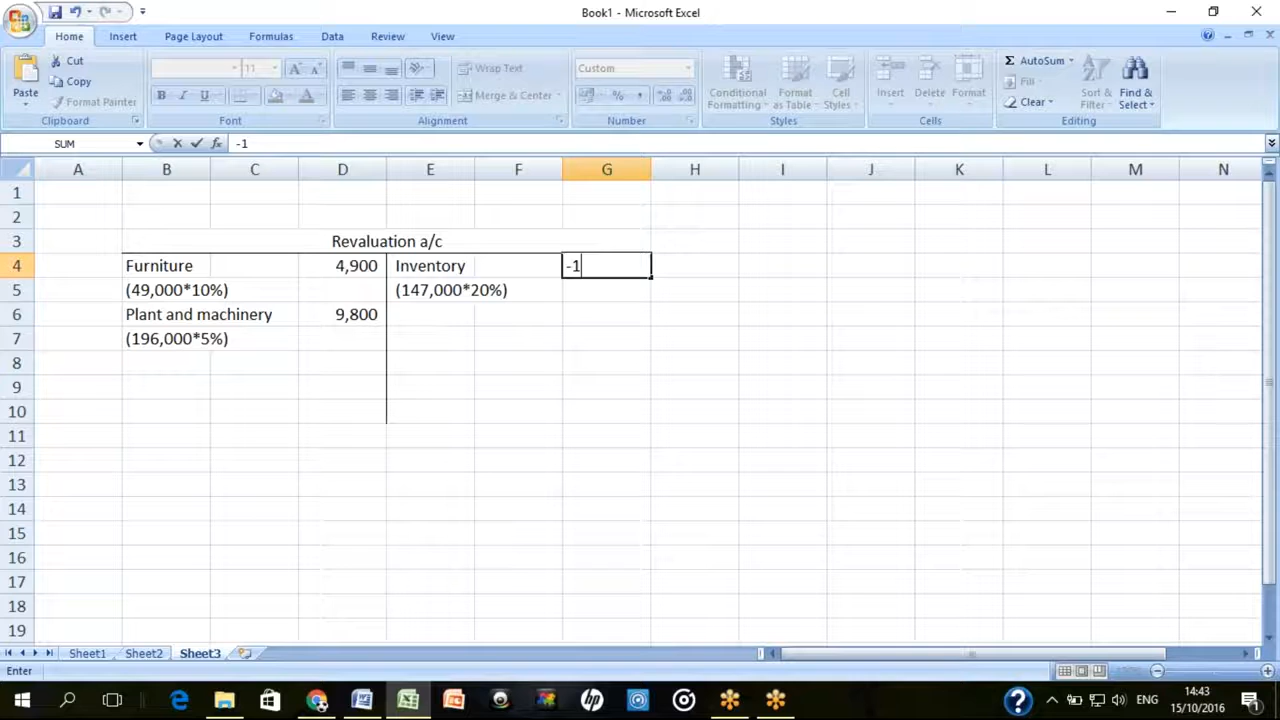 Book1 - Microsoft Excel
Home Insert Page Layout Formulas Data Review View
Paste
Cut
Copy
Format Painter
Clipboard
11
B I U
Font
Wrap Text
Merge & Center
Alignment
Custom
% ,
Number
Conditional Formatting
Format as Table
Cell Styles
Styles
Insert
Delete
Format
Cells
Σ AutoSum
Fill
Clear
Sort & Filter
Find & Select
Editing
SUM fx -1
A B C D E F G H I J K L M N
1
2
3 Revaluation a/c
4 Furniture 4,900 Inventory -1
5 (49,000*10%) (147,000*20%)
6 Plant and machinery 9,800
7 (196,000*5%)
8
9
10
11
12
13
14
15
16
17
18
19
Sheet1 Sheet2 Sheet3
Enter
ENG
14:43
15/10/2016